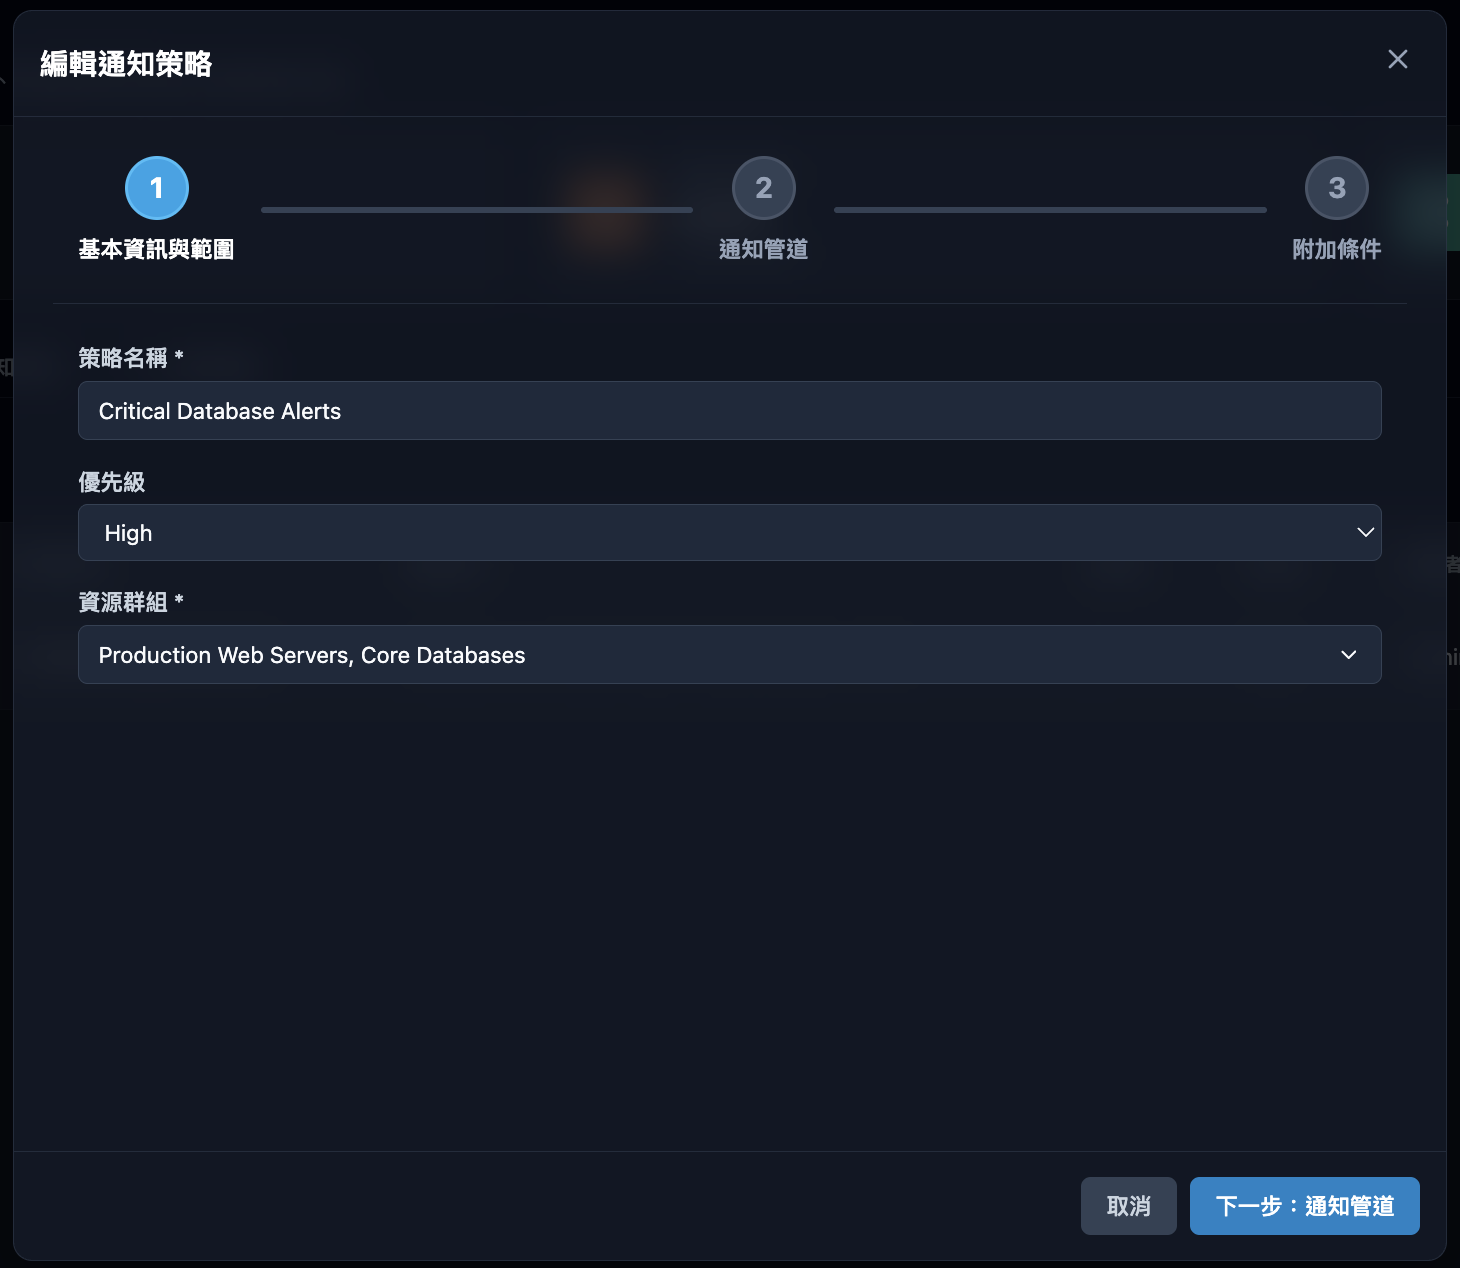 編輯通知策略
1
2
3
基本資訊與範圍
通知管道
附加條件
策略名稱 *
Critical Database Alerts
優先級
High
資源群組 *
Production Web Servers, Core Databases
取消
下一步：通知管道